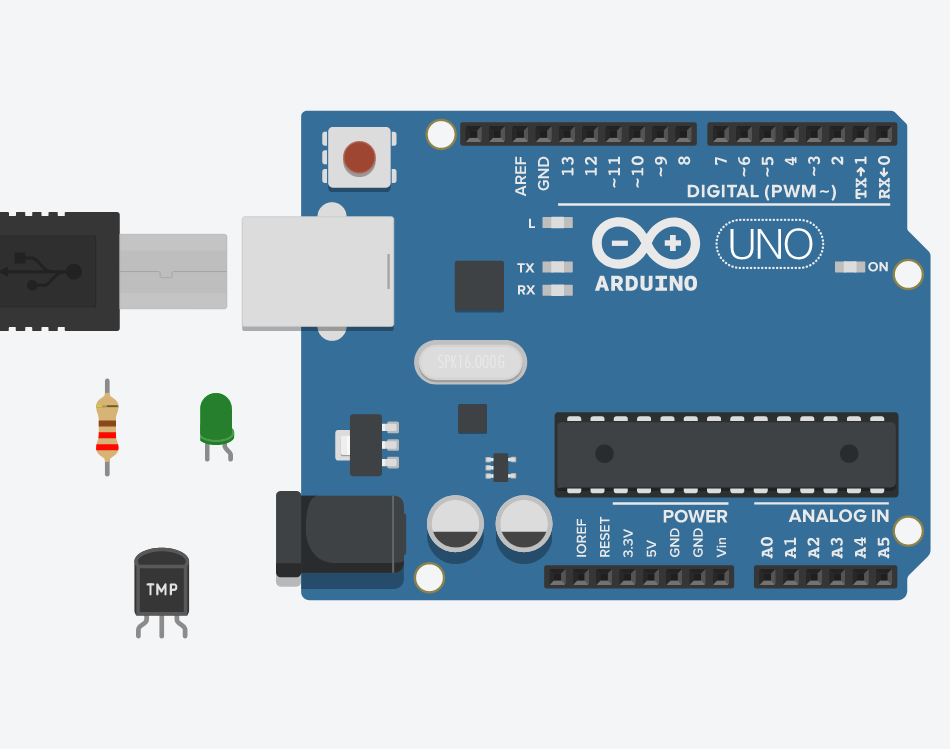 AREF
GND
13
12
~11
~10
~9
8
7
~6
~5
4
~3
2
TX→1
RX←0
DIGITAL (PWM~)
L
TX
RX
ARDUINO
UNO
ON
SPK16.000G
TMP
POWER
ANALOG IN
IOREF
RESET
3.3V
5V
GND
GND
Vin
A0
A1
A2
A3
A4
A5